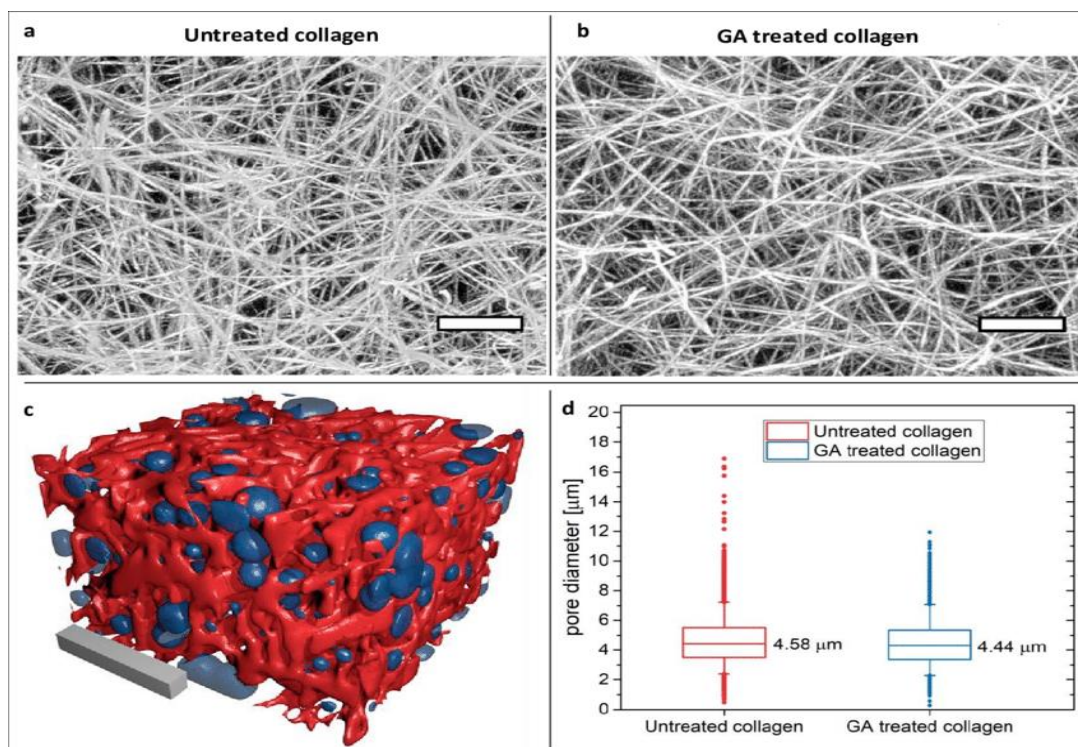 a
Untreated collagen
b
GA treated collagen
c
d
20
18
16
14
12
10
8
6
4
2
0
pore diameter [µm]
Untreated collagen
GA treated collagen
4.58 µm
4.44 µm
Untreated collagen
GA treated collagen